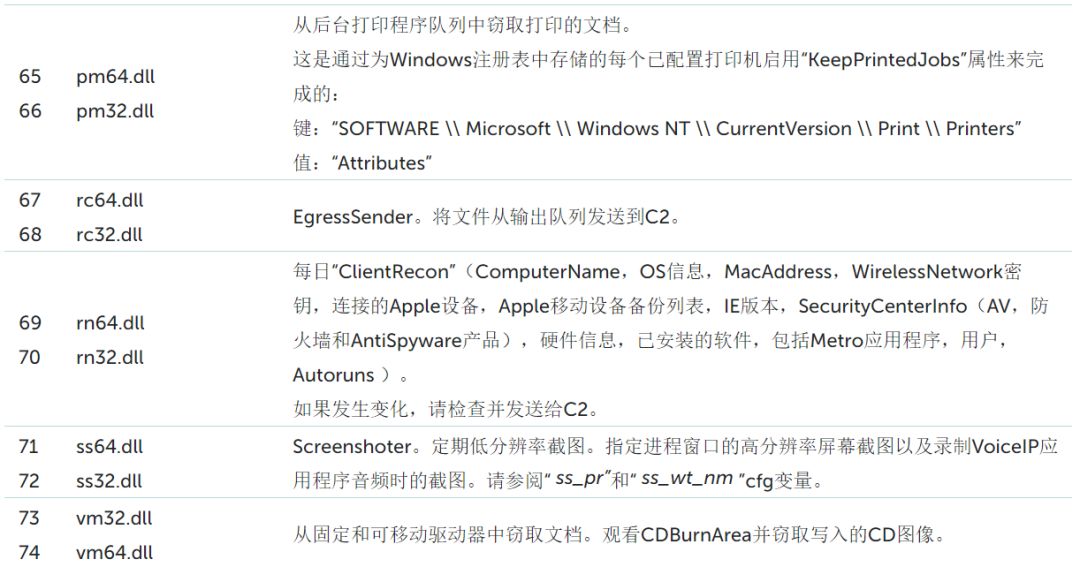 从后台打印程序队列中窃取打印的文档。
65 pm64.dll 这是通过为Windows注册表中存储的每个已配置打印机启用“KeepPrintedJobs”属性来完
66 pm32.dll 成的：
键：“SOFTWARE \\ Microsoft \\ Windows NT \\ CurrentVersion \\ Print \\ Printers”
值：“Attributes”
67 rc64.dll
68 rc32.dll
EgressSender。将文件从输出队列发送到C2。
每日“ClientRecon”（ComputerName，OS信息，MacAddress，WirelessNetwork密
钥，连接的Apple设备，Apple移动设备备份列表，IE版本，SecurityCenterInfo（AV，防
69 rn64.dll
火墙和AntiSpyware产品），硬件信息，已安装的软件，包括Metro应用程序，用户，
70 rn32.dll
Autoruns ）。
如果发生变化，请检查并发送给C2。
71 ss64.dll Screenshoter。定期低分辨率截图。指定进程窗口的高分辨率屏幕截图以及录制VoiceIP应
72 ss32.dll 用程序音频时的截图。请参阅“ ss_pr”和“ ss_wt_nm ”cfg变量。
73 vm32.dll
74 vm64.dll
从固定和可移动驱动器中窃取文档。观看CDBurnArea并窃取写入的CD图像。